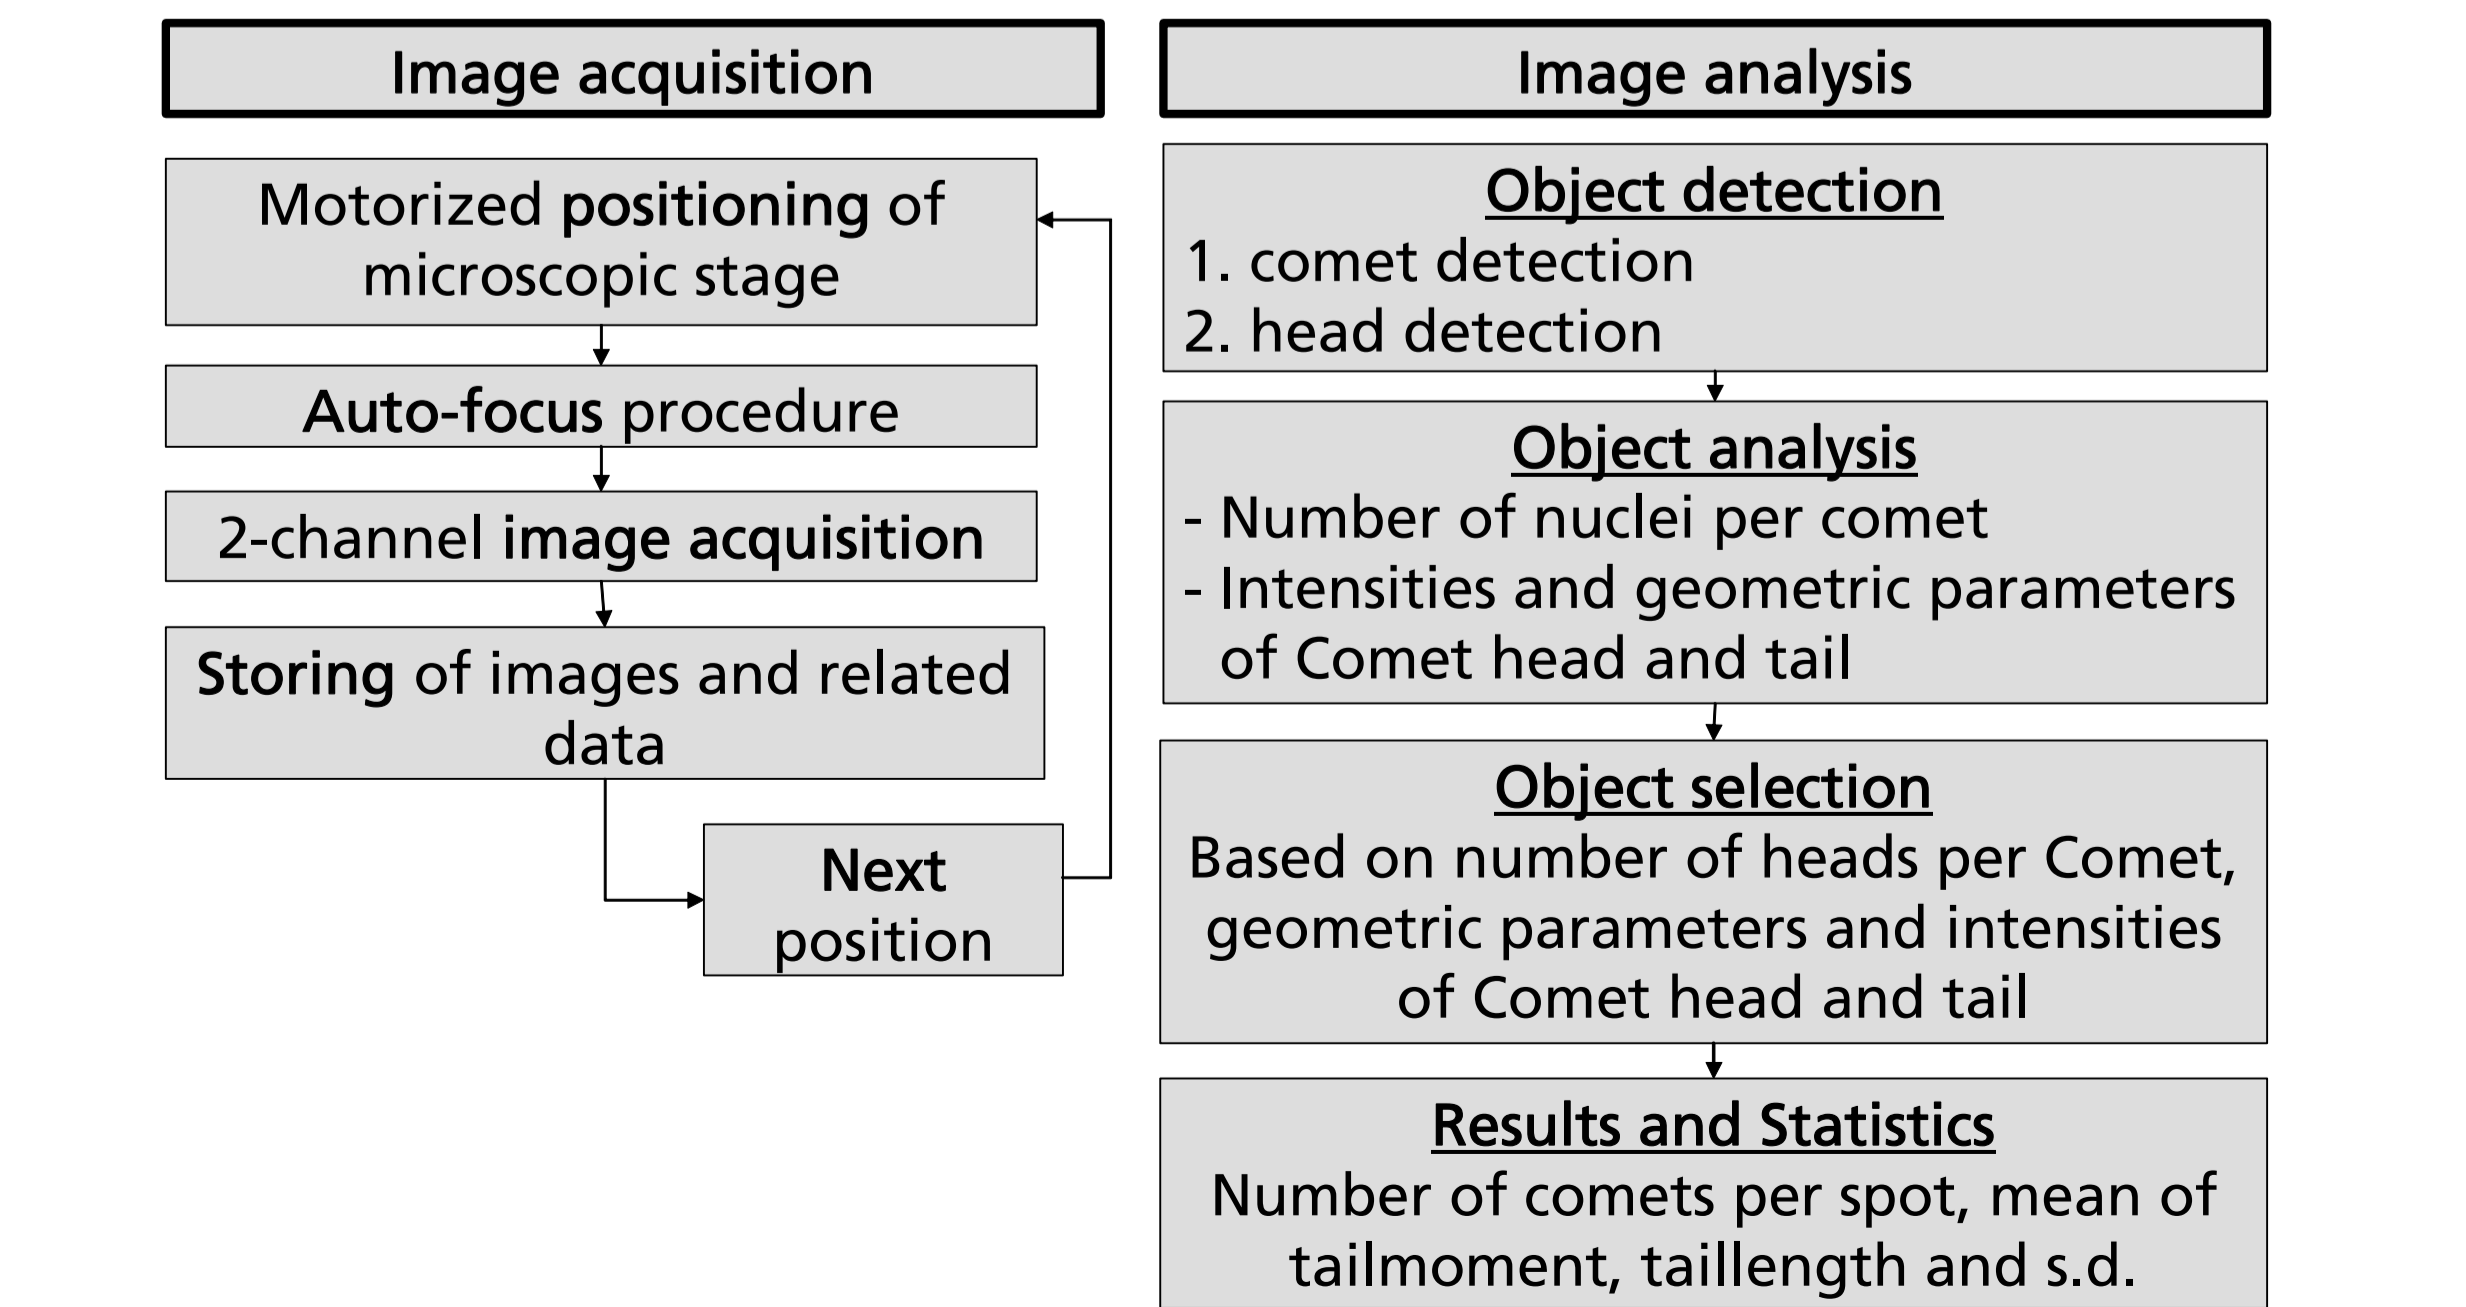 Image acquisition
Motorized positioning of
microscopic stage
Auto-focus procedure
2-channel image acquisition
Storing of images and related
data
Next
position
Image analysis
Object detection
1. comet detection
2. head detection
Object analysis
- Number of nuclei per comet
- Intensities and geometric parameters
of Comet head and tail
Object selection
Based on number of heads per Comet,
geometric parameters and intensities
of Comet head and tail
Results and Statistics
Number of comets per spot, mean of
tailmoment, taillength and s.d.